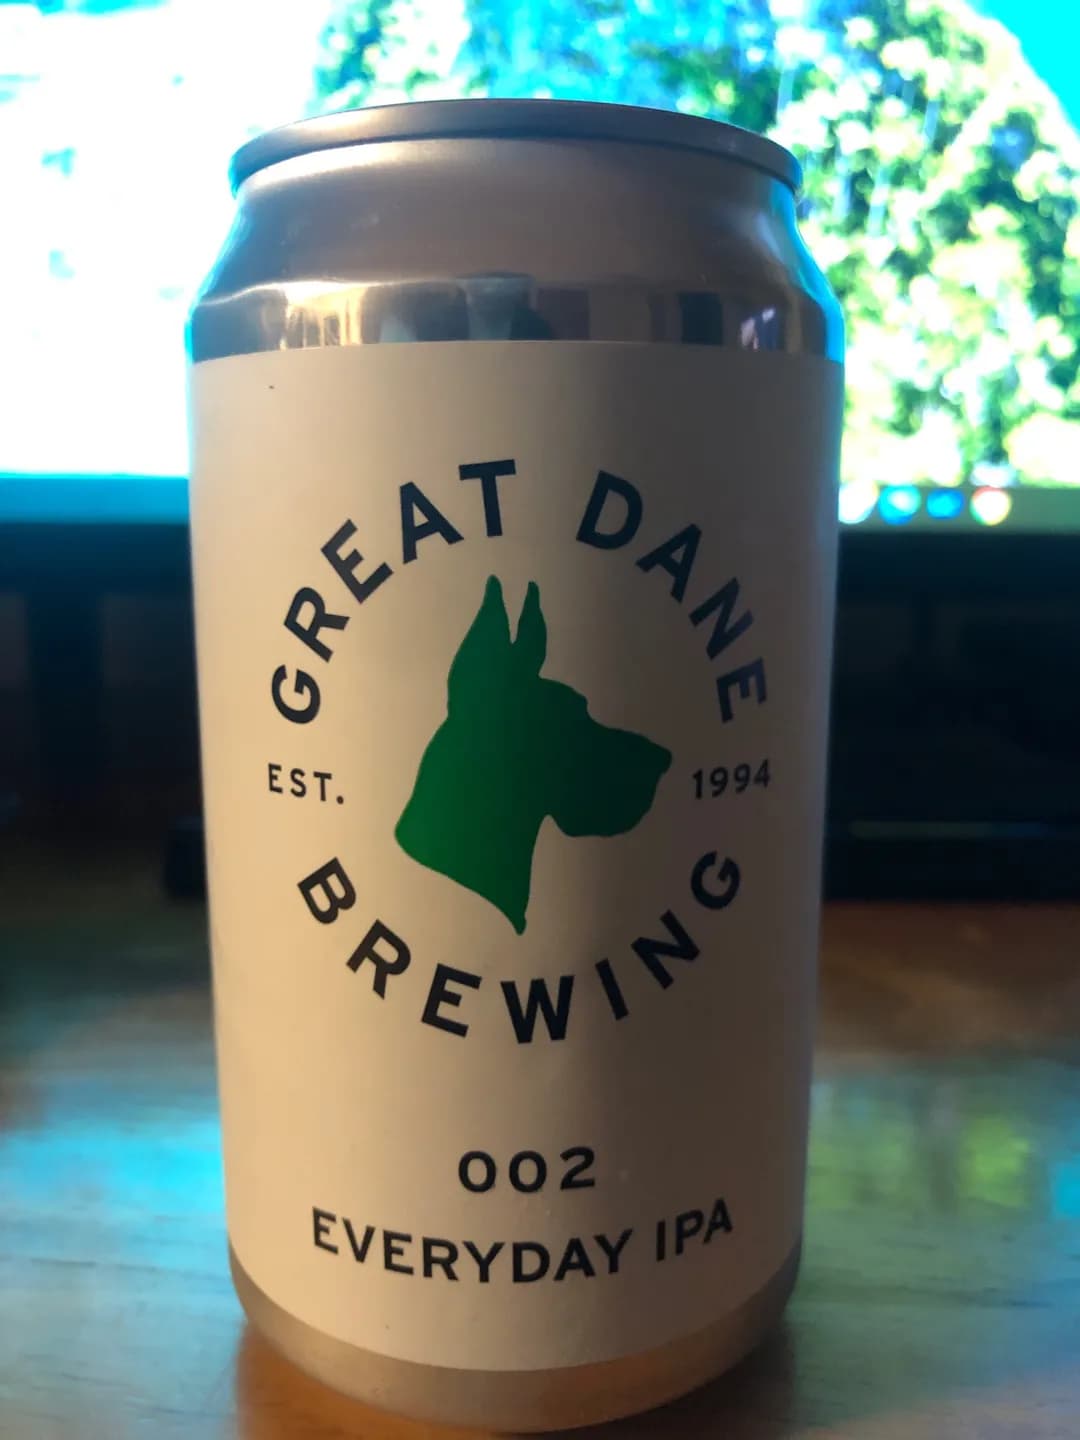 GREAT DANE
EST. 1994
BREWING
002
EVERYDAY IPA